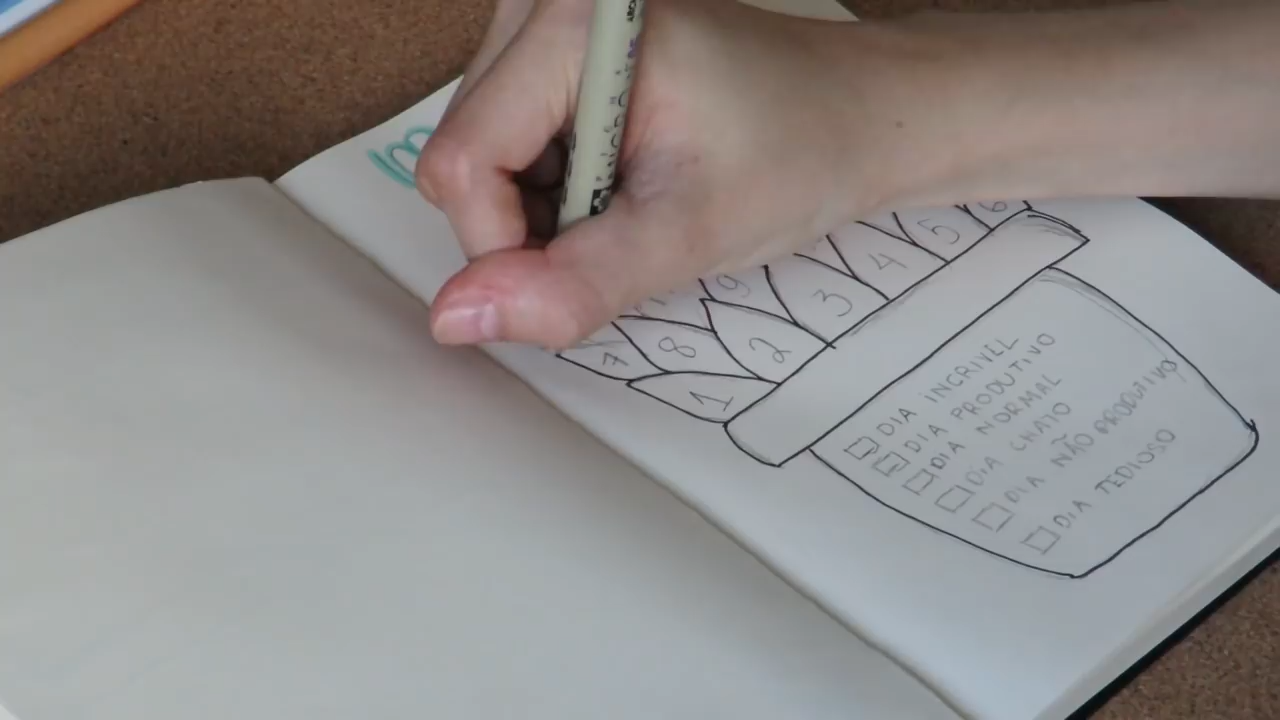 5 6
9 3 4
7 8 2
1
DIA INCRIVEL
DIA PRODUTIVO
DIA NORMAL
DIA CHATO
DIA NÃO PRODUTIVO
DIA TEDIOSO